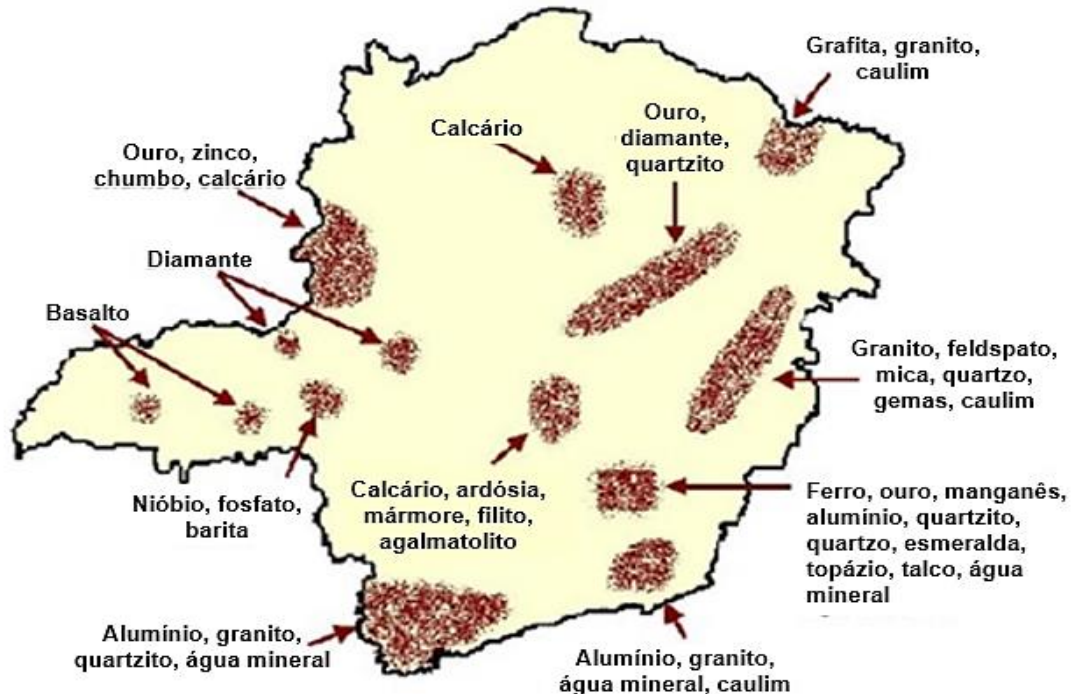 Grafita, granito,
caulim
Ouro,
diamante,
quartzito
Calcário
Ouro, zinco,
chumbo, calcário
Diamante
Basalto
Granito, feldspato,
mica, quartzo,
gemas, caulim
Nióbio, fosfato,
barita
Calcário, ardósia,
mármore, filito,
agalmatolito
Ferro, ouro, manganês,
alumínio, quartzito,
quartzo, esmeralda,
topázio, talco, água
mineral
Alumínio, granito,
quartzito, água mineral
Alumínio, granito,
água mineral, caulim